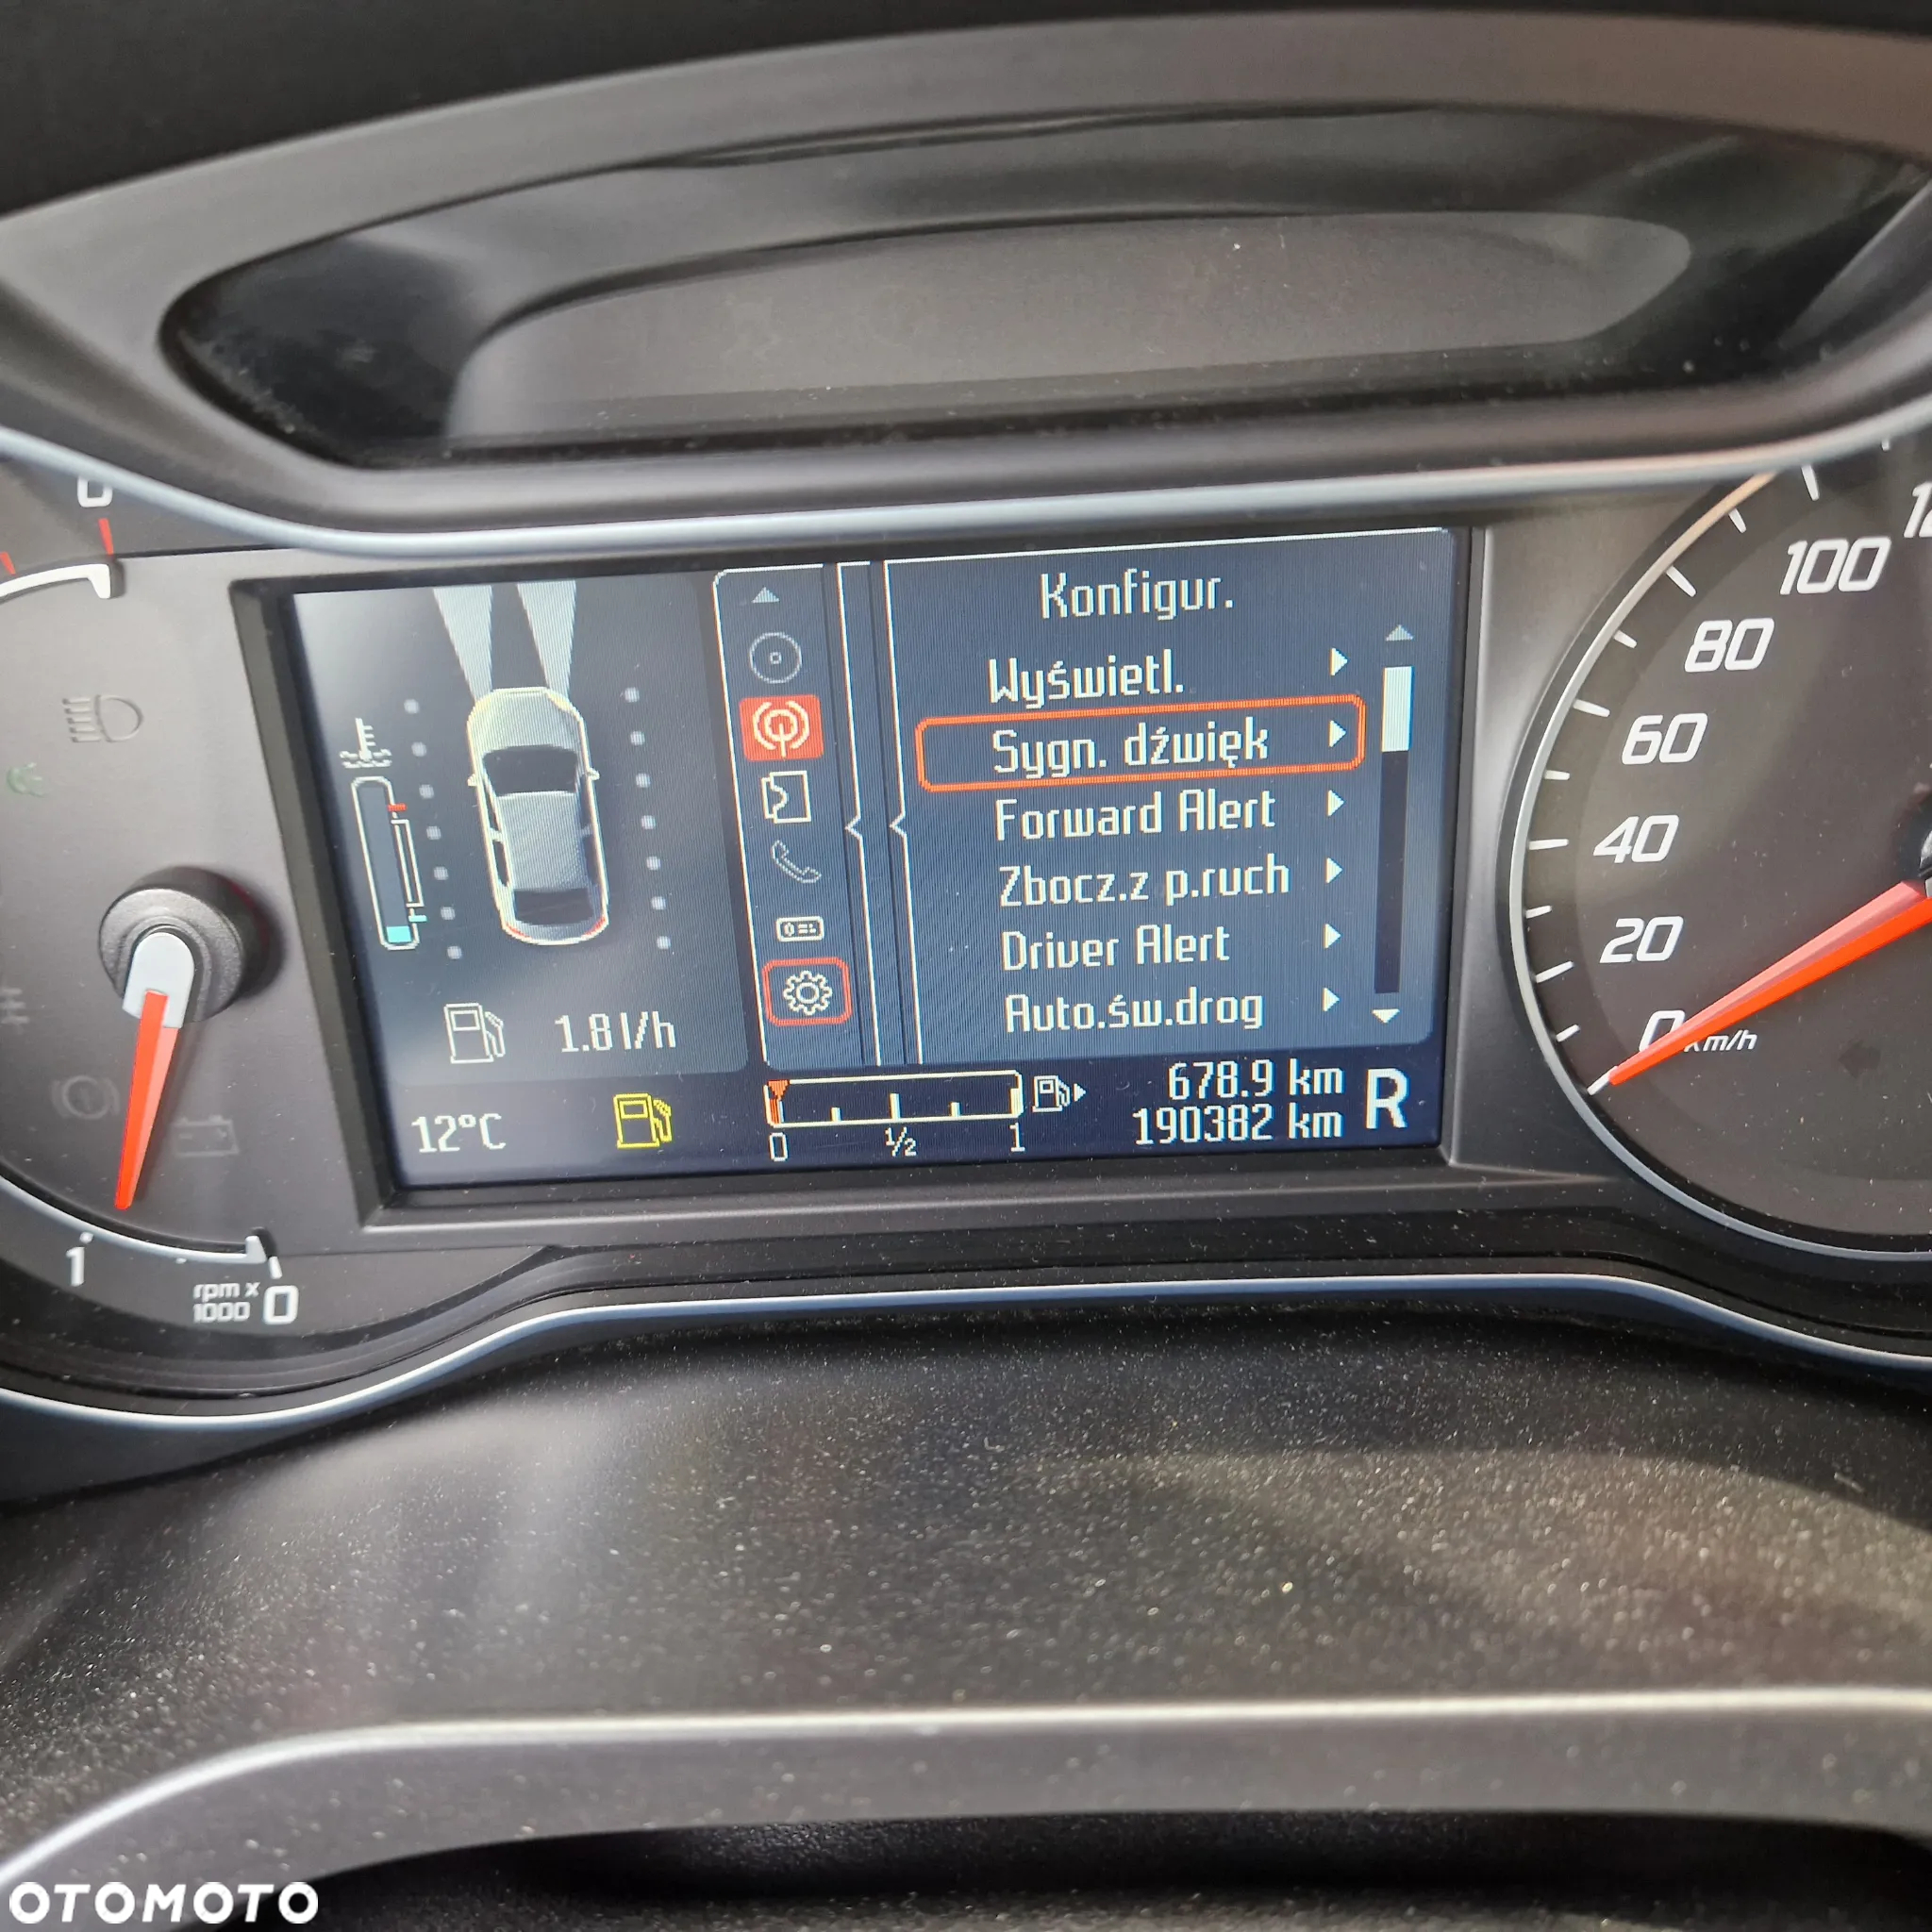 Konfigur.
Wyświetl.
Sygn. dźwięk
Forward Alert
Zbocz.z p.ruch
Driver Alert
Auto.św.drog
1.8 l/h
12°C
0 ½ 1
678.9 km
190382 km
R
1
rpm x
1000 0
100
80
60
40
20
0
km/h
OTOMOTO